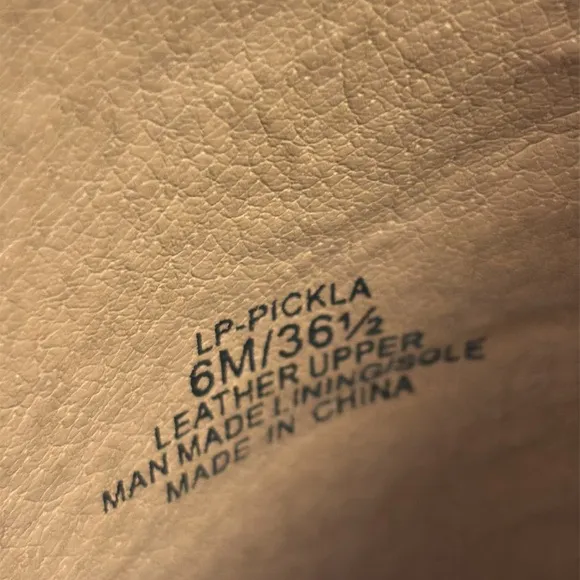 LP-PICKLA
6M/36½
LEATHER UPPER
MAN MADE LINING/SOLE
MADE IN CHINA